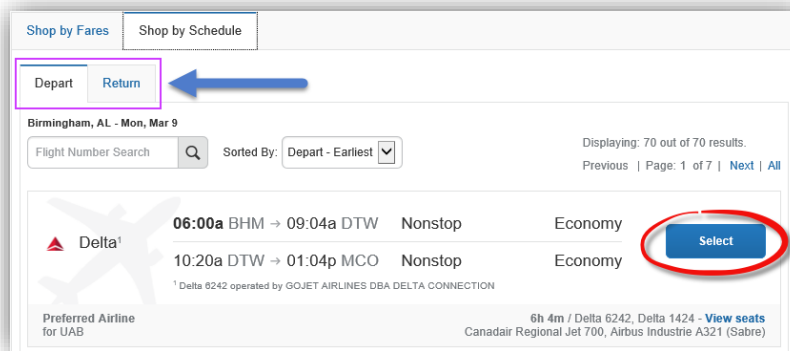 Shop by Fares Shop by Schedule
Depart Return
Birmingham, AL - Mon, Mar 9
Flight Number Search Sorted By: Depart - Earliest
Displaying: 70 out of 70 results.
Previous | Page: 1 of 7 | Next | All
Delta¹
06:00a BHM → 09:04a DTW Nonstop Economy
10:20a DTW → 01:04p MCO Nonstop Economy
¹ Delta 6242 operated by GOJET AIRLINES DBA DELTA CONNECTION
Select
Preferred Airline
for UAB
6h 4m / Delta 6242, Delta 1424 - View seats
Canadair Regional Jet 700, Airbus Industrie A321 (Sabre)